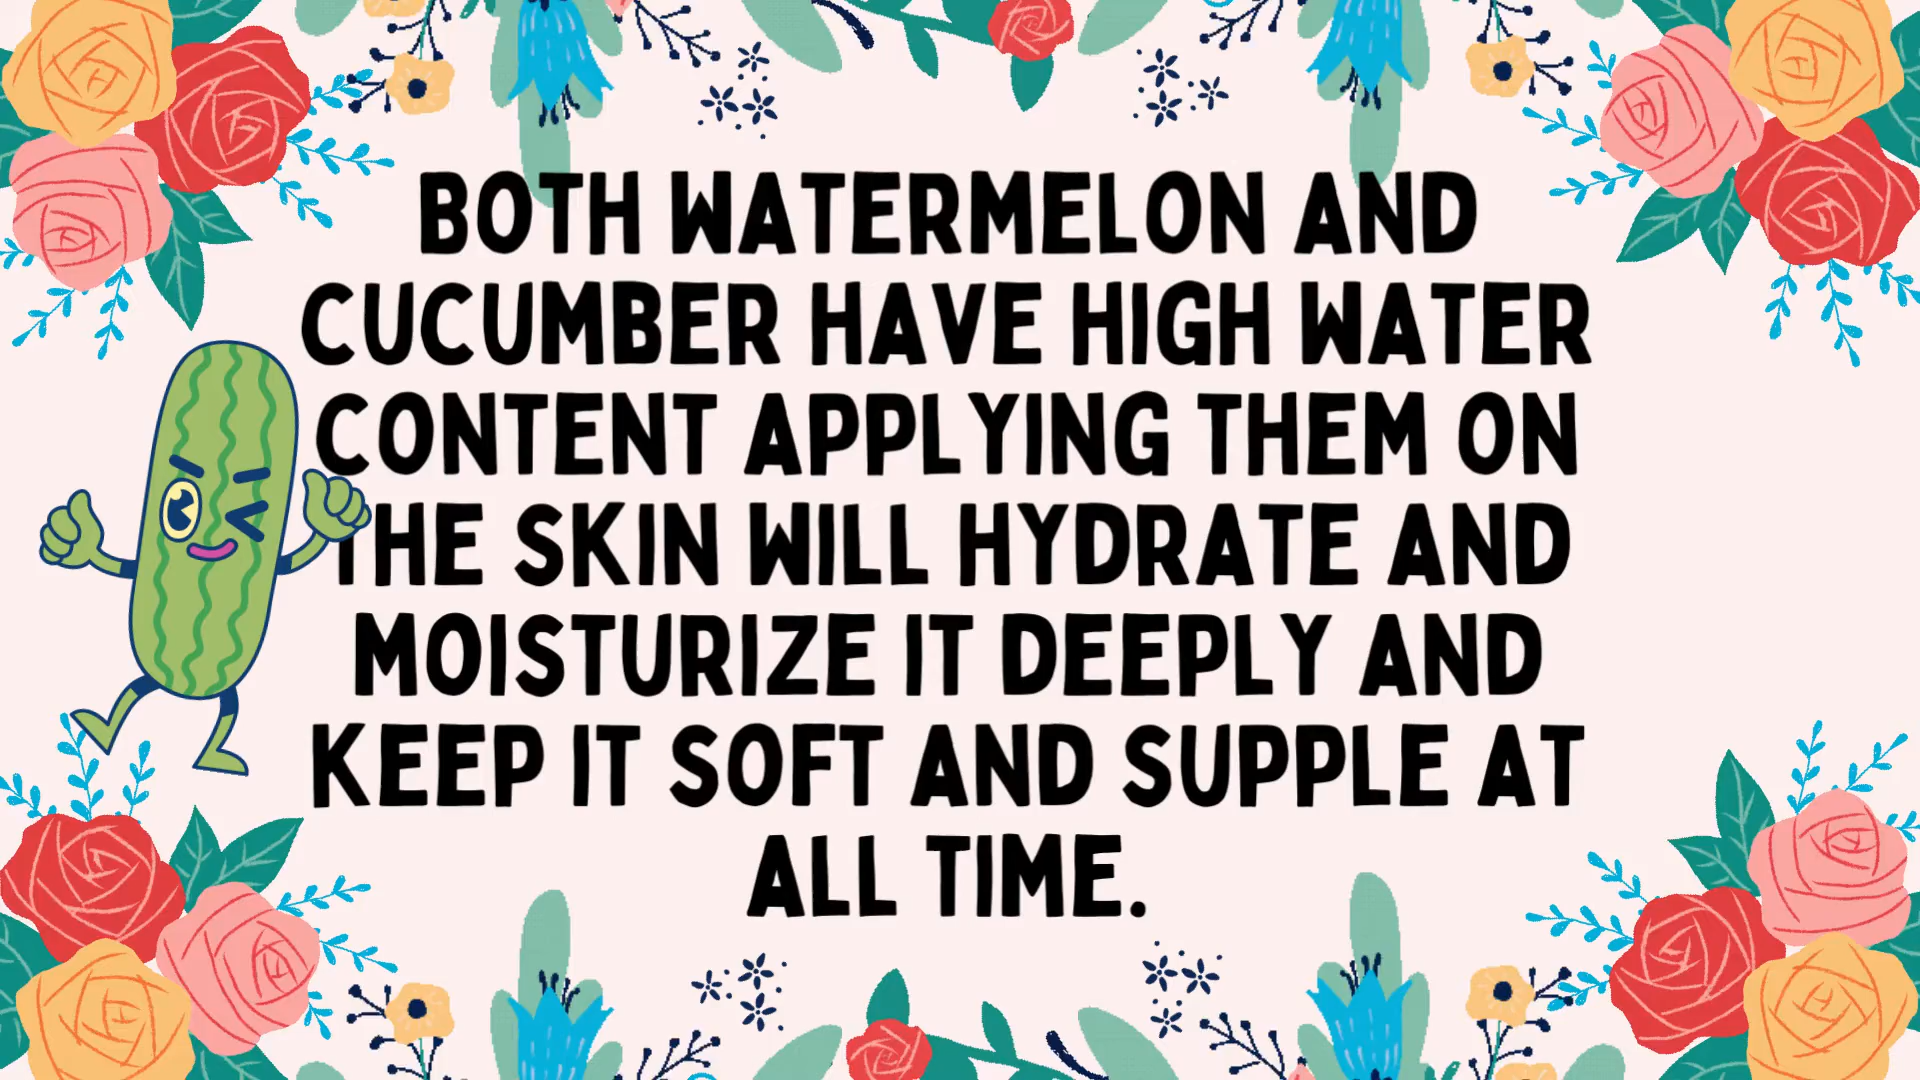 BOTH WATERMELON AND
CUCUMBER HAVE HIGH WATER
CONTENT APPLYING THEM ON
THE SKIN WILL HYDRATE AND
MOISTURIZE IT DEEPLY AND
KEEP IT SOFT AND SUPPLE AT
ALL TIME.